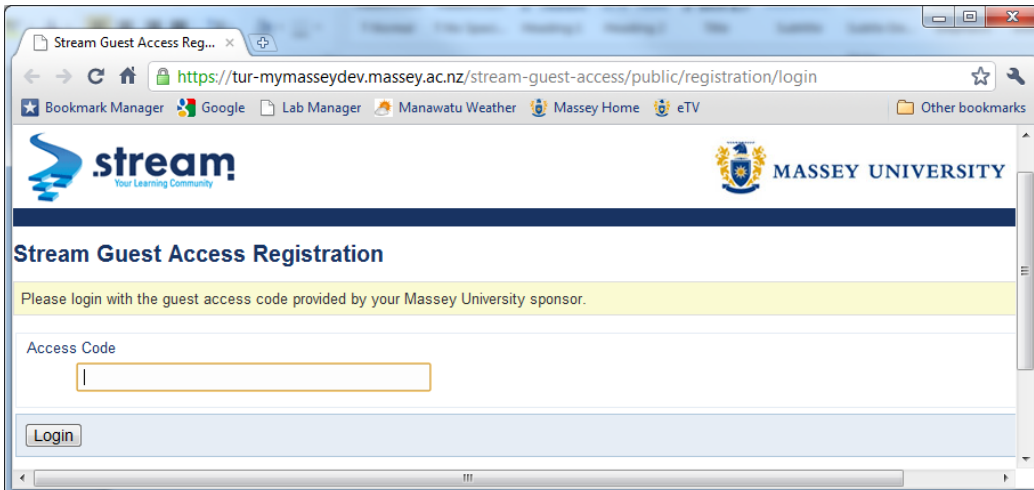 Stream Guest Access Reg...
https://tur-mymasseydev.massey.ac.nz/stream-guest-access/public/registration/login
Bookmark Manager Google Lab Manager Manawatu Weather Massey Home eTV Other bookmarks
.stream
Your Learning Community
MASSEY UNIVERSITY
Stream Guest Access Registration
Please login with the guest access code provided by your Massey University sponsor.
Access Code
Login